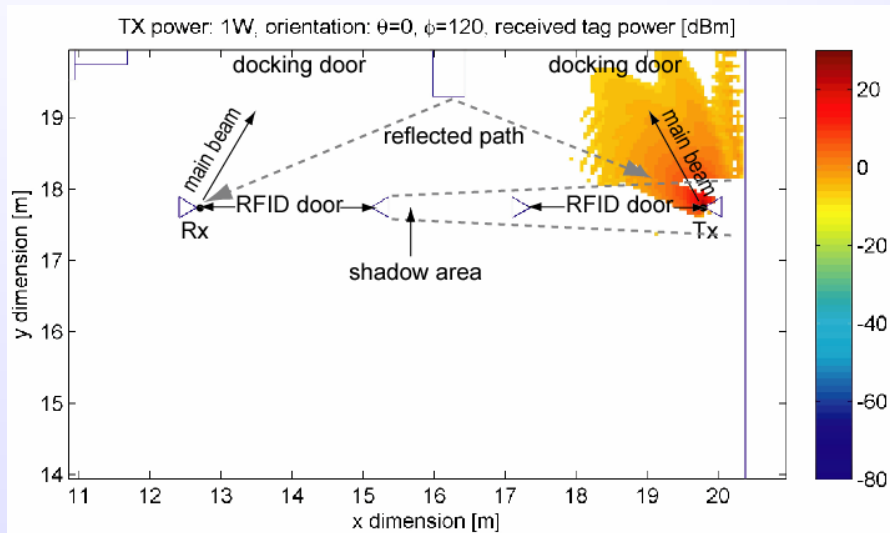 TX power: 1W, orientation: θ=0, ϕ=120, received tag power [dBm]
docking door
docking door
reflected path
main beam
main beam
RFID door
RFID door
Rx
Tx
shadow area
y dimension [m]
19
18
17
16
15
14
11
12
13
14
15
16
17
18
19
20
x dimension [m]
20
0
-20
-40
-60
-80